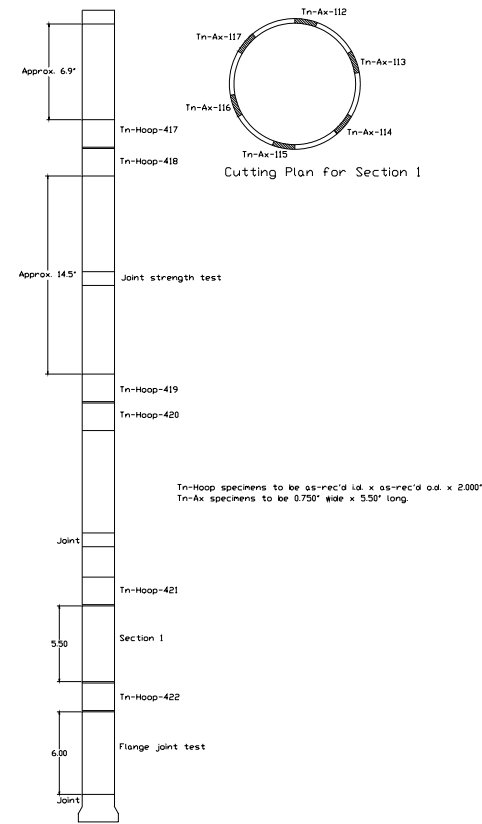 Tn-Ax-112
Tn-Ax-117
Tn-Ax-113
Approx. 6.9"
Tn-Ax-116
Tn-Hoop-417
Tn-Ax-114
Tn-Ax-115
Tn-Hoop-418
Cutting Plan for Section 1
Approx. 14.5"
Joint strength test
Tn-Hoop-419
Tn-Hoop-420
Tn-Hoop specimens to be as-rec'd i.d. x as-rec'd o.d. x 2.000"
Tn-Ax specimens to be 0.750" wide x 5.50" long.
Joint
Tn-Hoop-421
5.50
Section 1
Tn-Hoop-422
6.00
Flange joint test
Joint